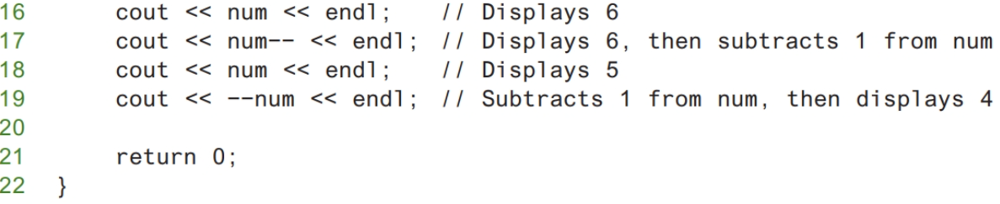 16 cout << num << endl; // Displays 6
17 cout << num-- << endl; // Displays 6, then subtracts 1 from num
18 cout << num << endl; // Displays 5
19 cout << --num << endl; // Subtracts 1 from num, then displays 4
20
21 return 0;
22 }